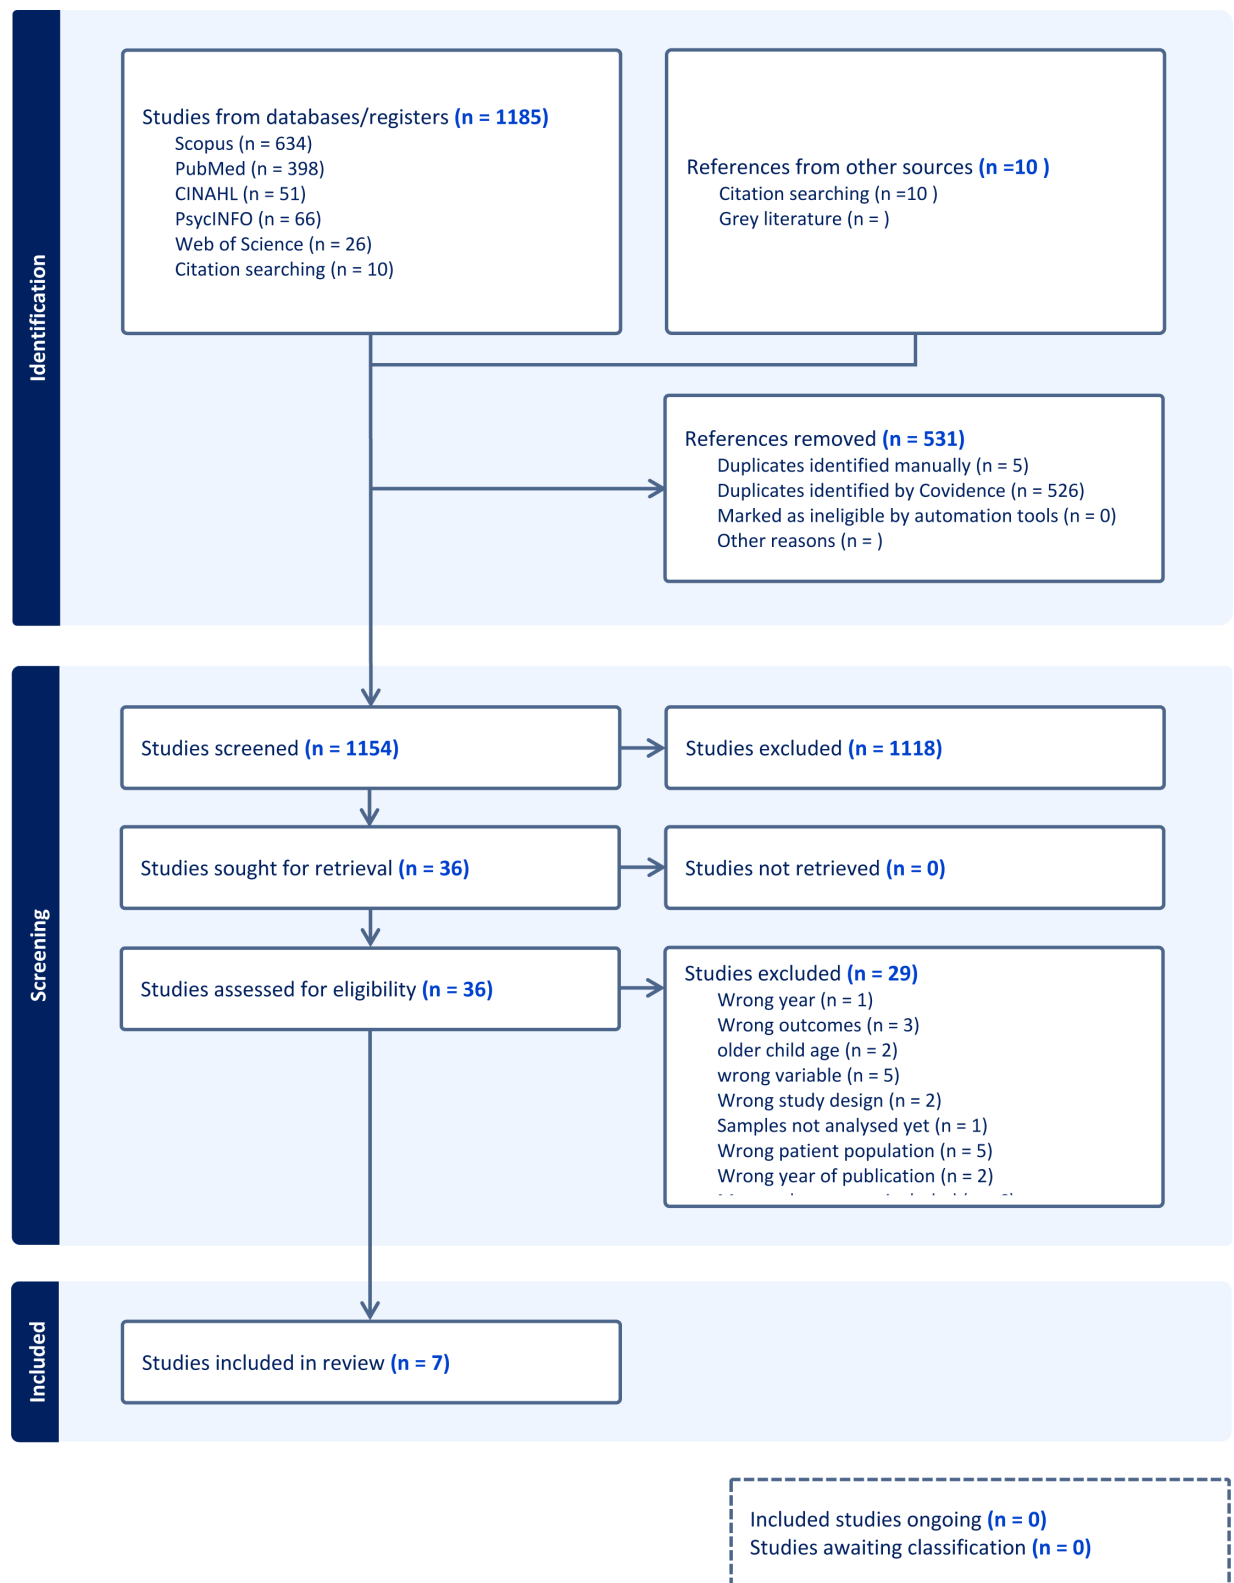 Identification
Studies from databases/registers (n = 1185)
Scopus (n = 634)
PubMed (n = 398)
CINAHL (n = 51)
PsycINFO (n = 66)
Web of Science (n = 26)
Citation searching (n = 10)
References from other sources (n =10 )
Citation searching (n =10 )
Grey literature (n = )
References removed (n = 531)
Duplicates identified manually (n = 5)
Duplicates identified by Covidence (n = 526)
Marked as ineligible by automation tools (n = 0)
Other reasons (n = )
Screening
Studies screened (n = 1154)
Studies excluded (n = 1118)
Studies sought for retrieval (n = 36)
Studies not retrieved (n = 0)
Studies assessed for eligibility (n = 36)
Studies excluded (n = 29)
Wrong year (n = 1)
Wrong outcomes (n = 3)
older child age (n = 2)
wrong variable (n = 5)
Wrong study design (n = 2)
Samples not analysed yet (n = 1)
Wrong patient population (n = 5)
Wrong year of publication (n = 2)
Included
Studies included in review (n = 7)
Included studies ongoing (n = 0)
Studies awaiting classification (n = 0)